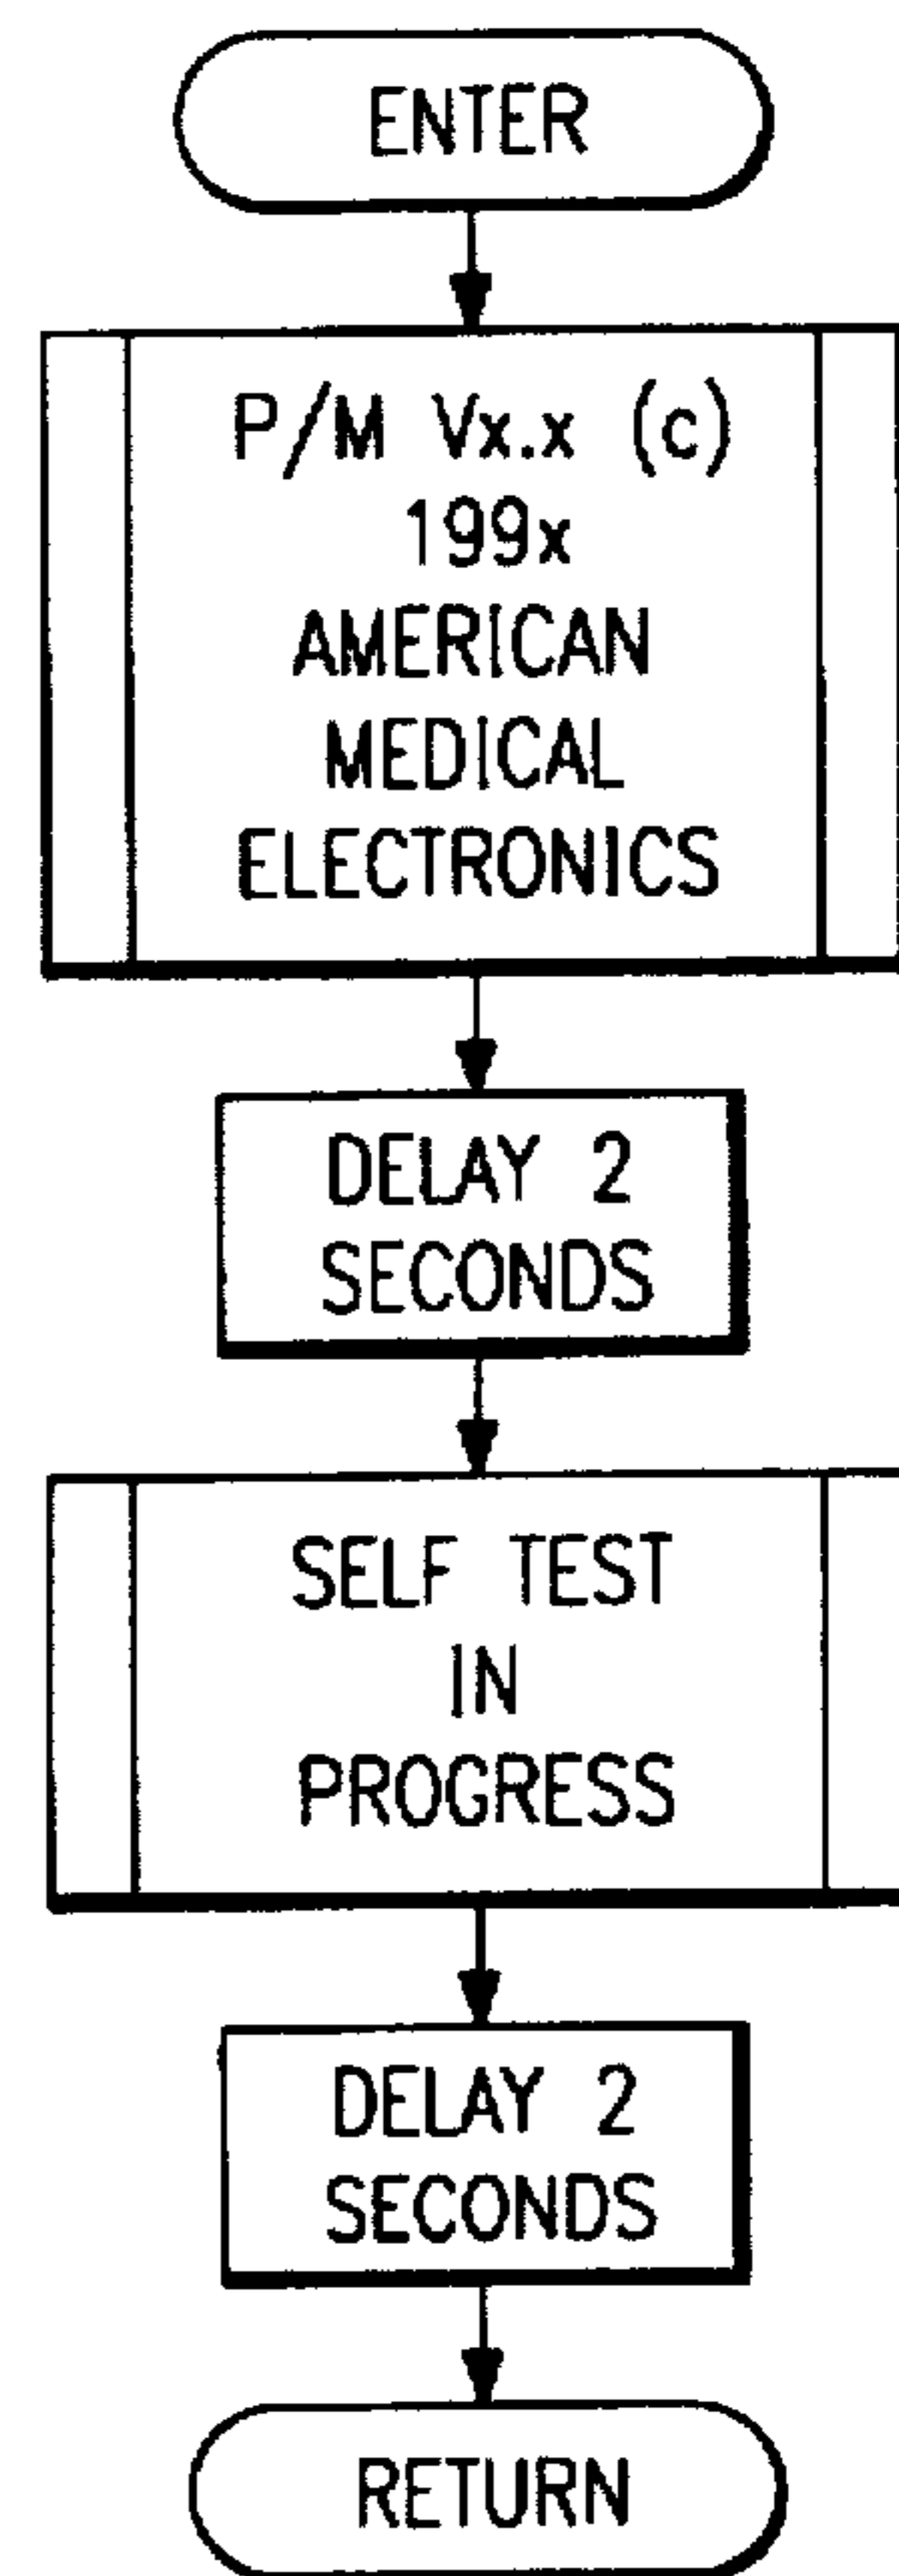 ENTER
P/M Vx.x (c)
199x
AMERICAN
MEDICAL
ELECTRONICS
DELAY 2
SECONDS
SELF TEST
IN
PROGRESS
DELAY 2
SECONDS
RETURN